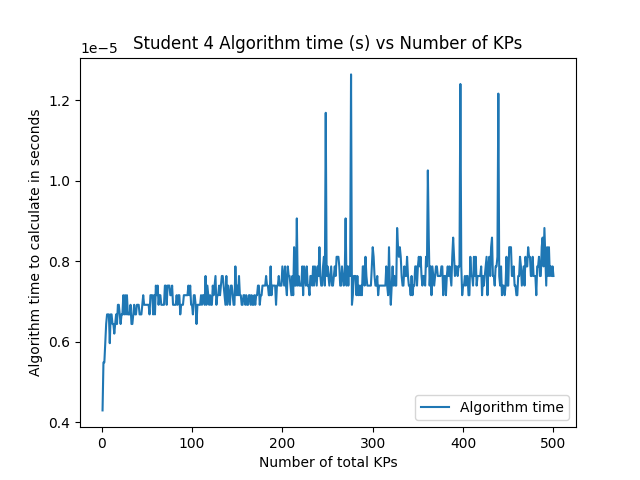 Student 4 Algorithm time (s) vs Number of KPs
1e−5
1.2
1.0
0.8
0.6
0.4
Algorithm time to calculate in seconds
0 100 200 300 400 500
Number of total KPs
Algorithm time